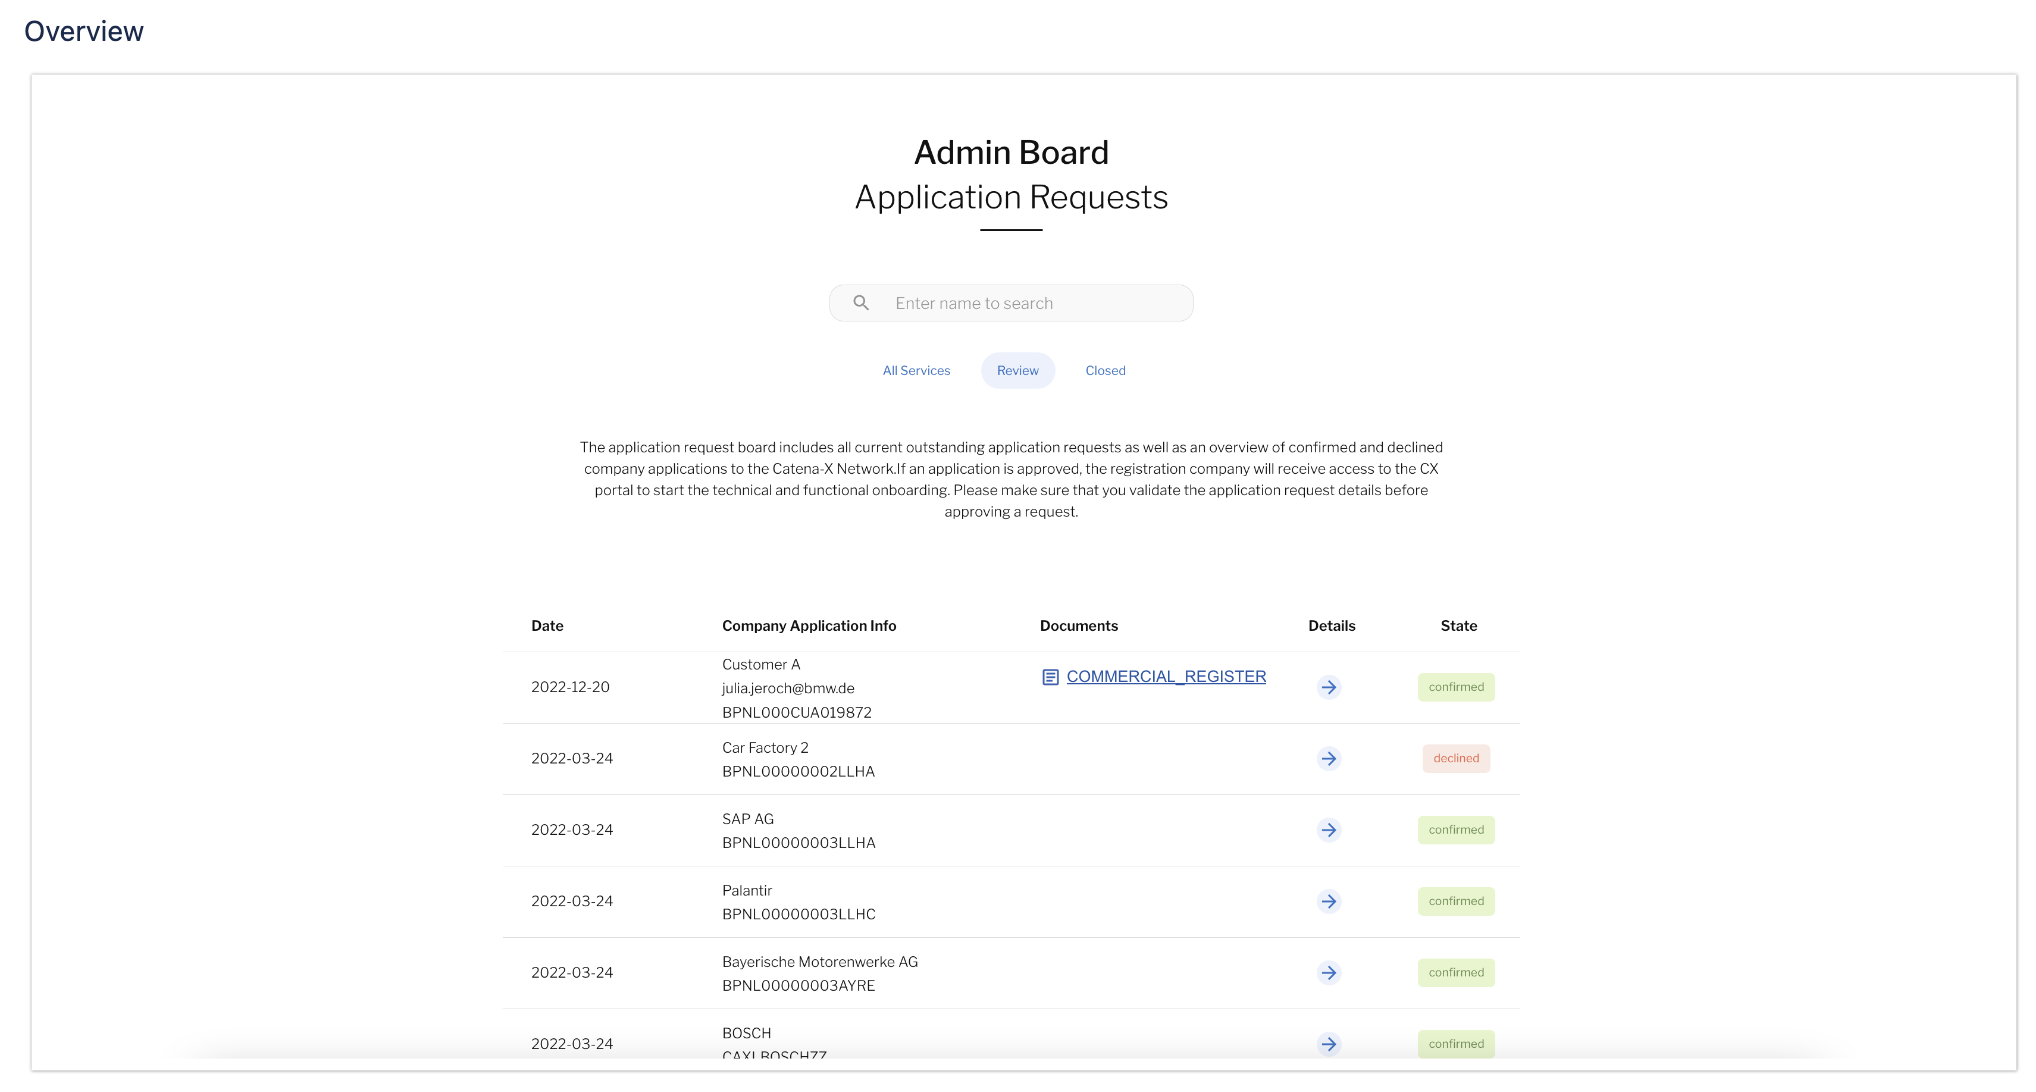 Overview
Admin Board
Application Requests
Enter name to search
All Services Review Closed
The application request board includes all current outstanding application requests as well as an overview of confirmed and declined
company applications to the Catena-X Network.If an application is approved, the registration company will receive access to the CX
portal to start the technical and functional onboarding. Please make sure that you validate the application request details before
approving a request.
Date Company Application Info Documents Details State
Customer A
COMMERCIAL_REGISTER
2022-12-20 julia.jeroch@bmw.de confirmed
BPNL000CUA019872
Car Factory 2
2022-03-24 declined
BPNL00000002LLHA
SAP AG
2022-03-24 confirmed
BPNL00000003LLHA
Palantir
2022-03-24 confirmed
BPNL00000003LLHC
Bayerische Motorenwerke AG
2022-03-24 confirmed
BPNL00000003AYRE
BOSCH
2022-03-24 confirmed
CAXLBOSCHZZ